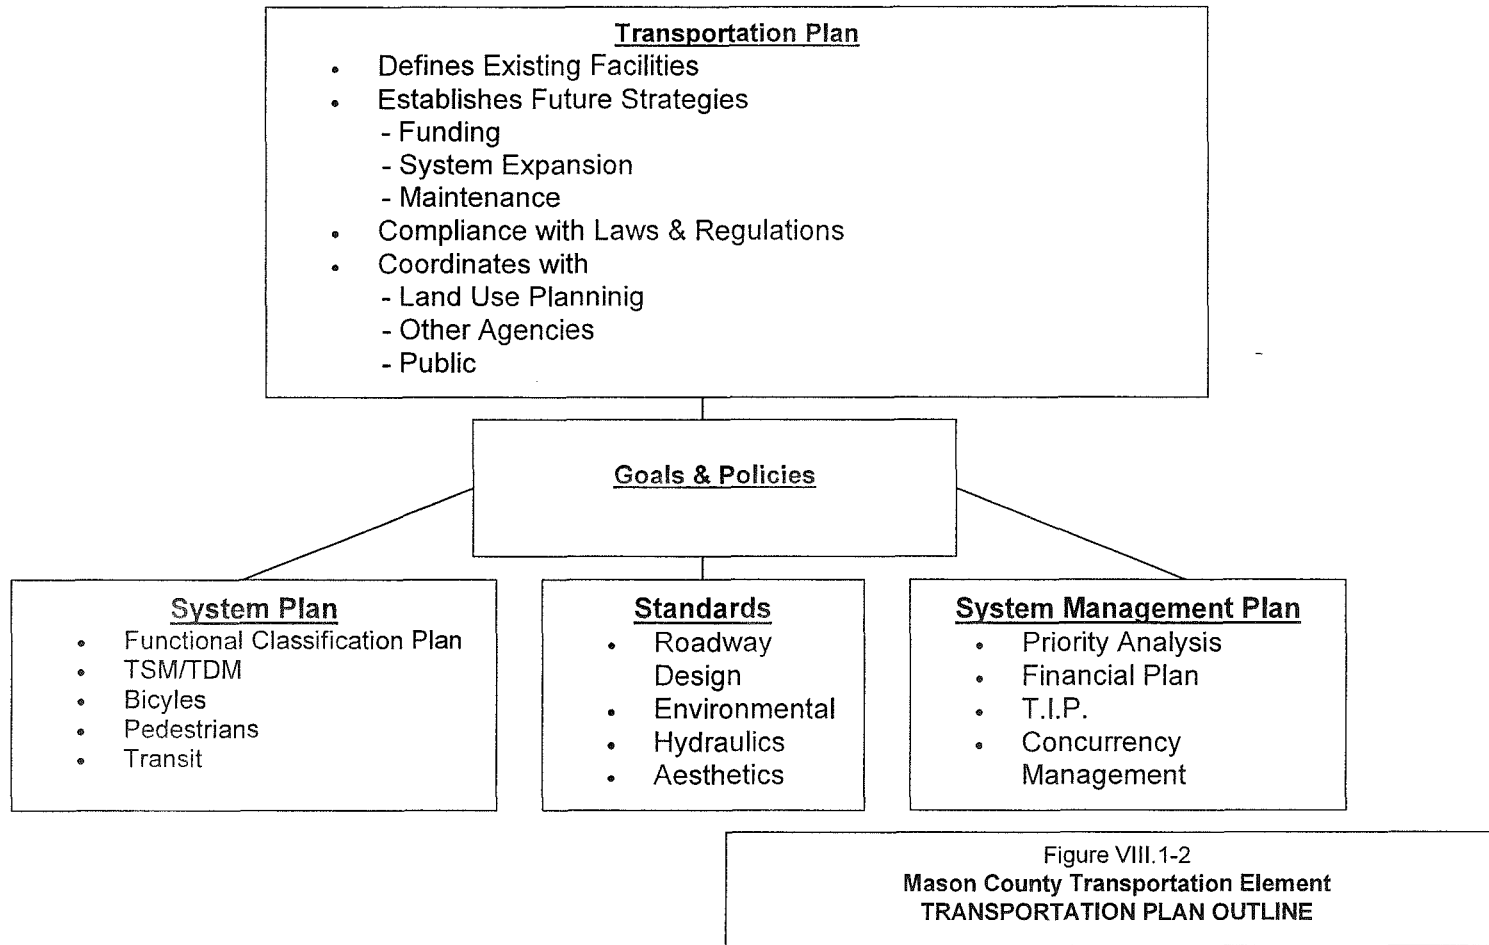 Transportation Plan
• Defines Existing Facilities
• Establishes Future Strategies
- Funding
- System Expansion
- Maintenance
• Compliance with Laws & Regulations
• Coordinates with
- Land Use Planninig
- Other Agencies
- Public
Goals & Policies
System Plan
• Functional Classification Plan
• TSM/TDM
• Bicyles
• Pedestrians
• Transit
Standards
• Roadway
Design
• Environmental
• Hydraulics
• Aesthetics
System Management Plan
• Priority Analysis
• Financial Plan
• T.I.P.
• Concurrency
Management
Figure VIII.1-2
Mason County Transportation Element
TRANSPORTATION PLAN OUTLINE